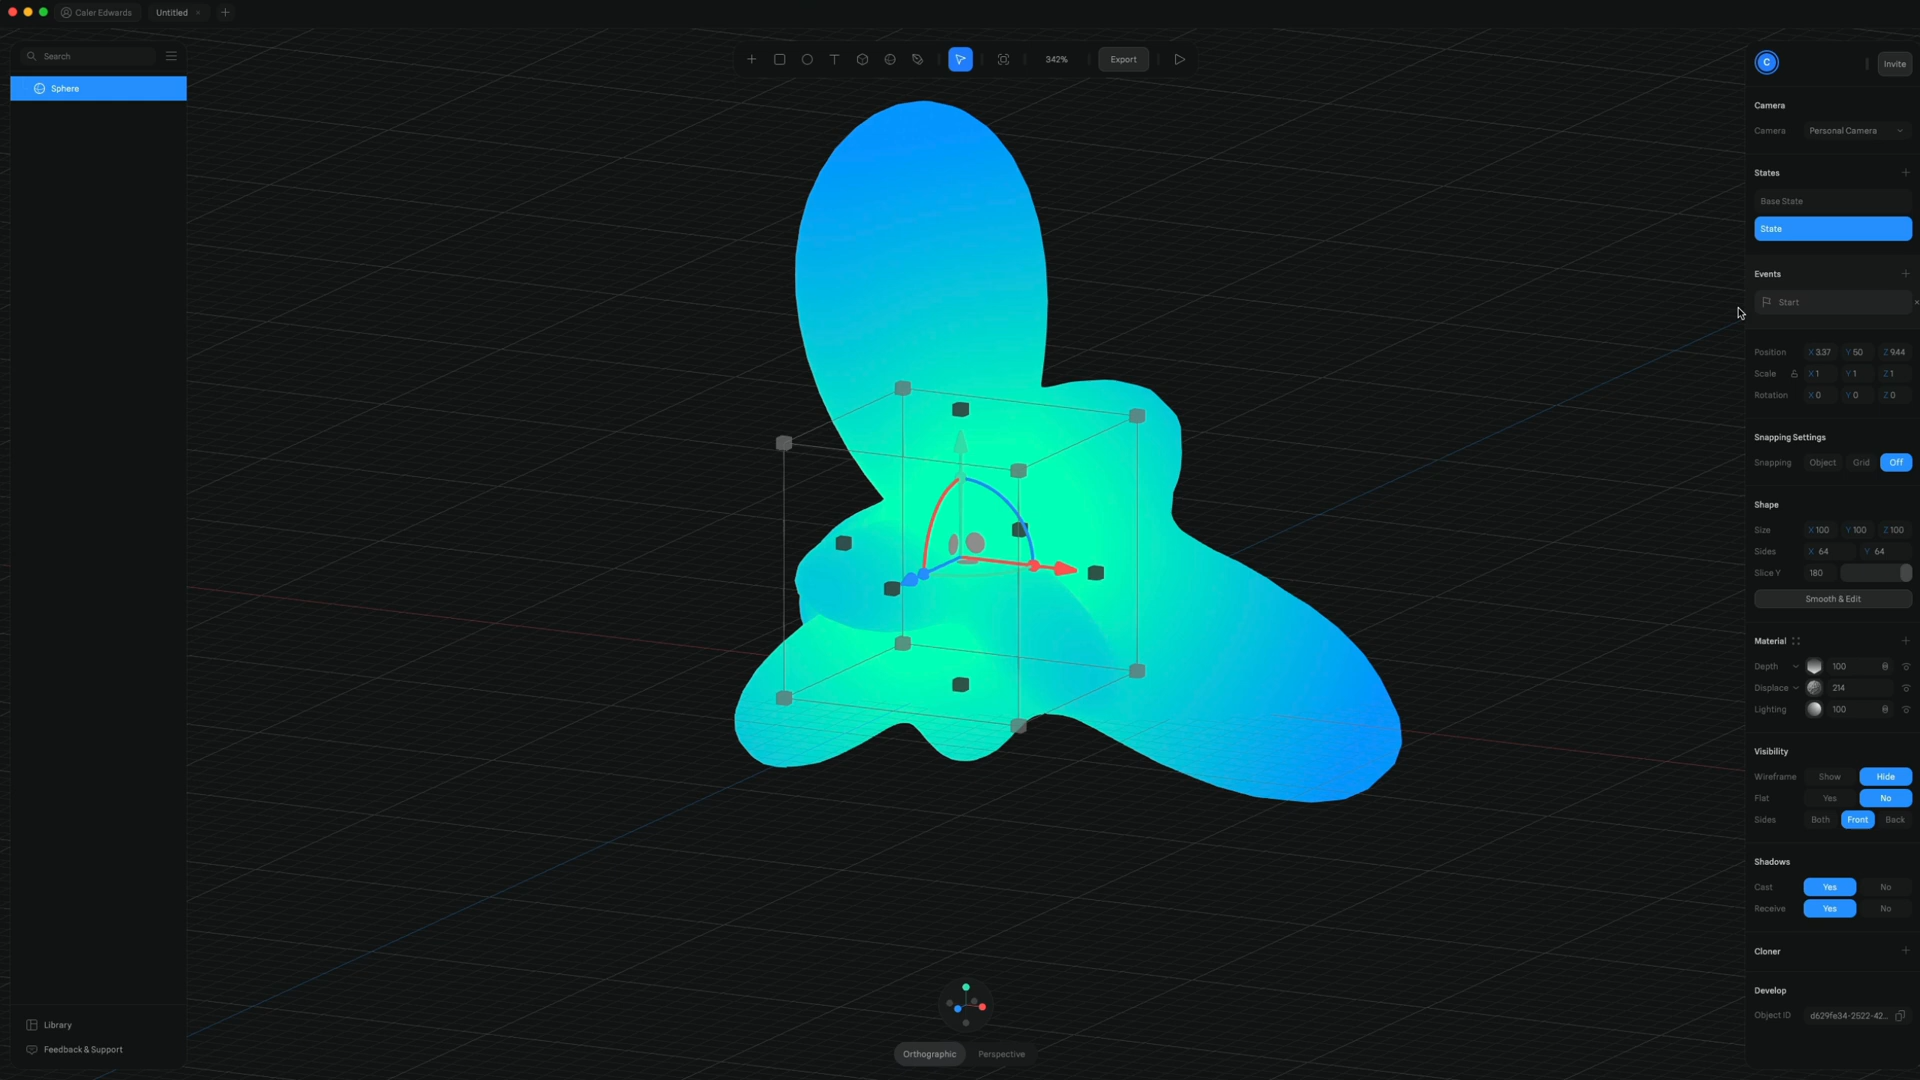 Caler Edwards
Untitled
Search
342%
Export
C
Invite
Sphere
Camera
Camera Personal Camera
States
Base State
State
Events
Start
Position X 3.37 Y 50 Z 9.44
Scale X 1 Y 1 Z 1
Rotation X 0 Y 0 Z 0
Snapping Settings
Snapping Object Grid Off
Shape
Size X 100 Y 100 Z 100
Sides X 64 Y 64
Slice Y 180
Smooth & Edit
Material
Depth 100
Displace 214
Lighting 100
Visibility
Wireframe Show Hide
Flat Yes No
Sides Both Front Back
Shadows
Cast Yes No
Receive Yes No
Cloner
Develop
Object ID d629fe34-2522-42...
Library
Feedback & Support
Orthographic Perspective